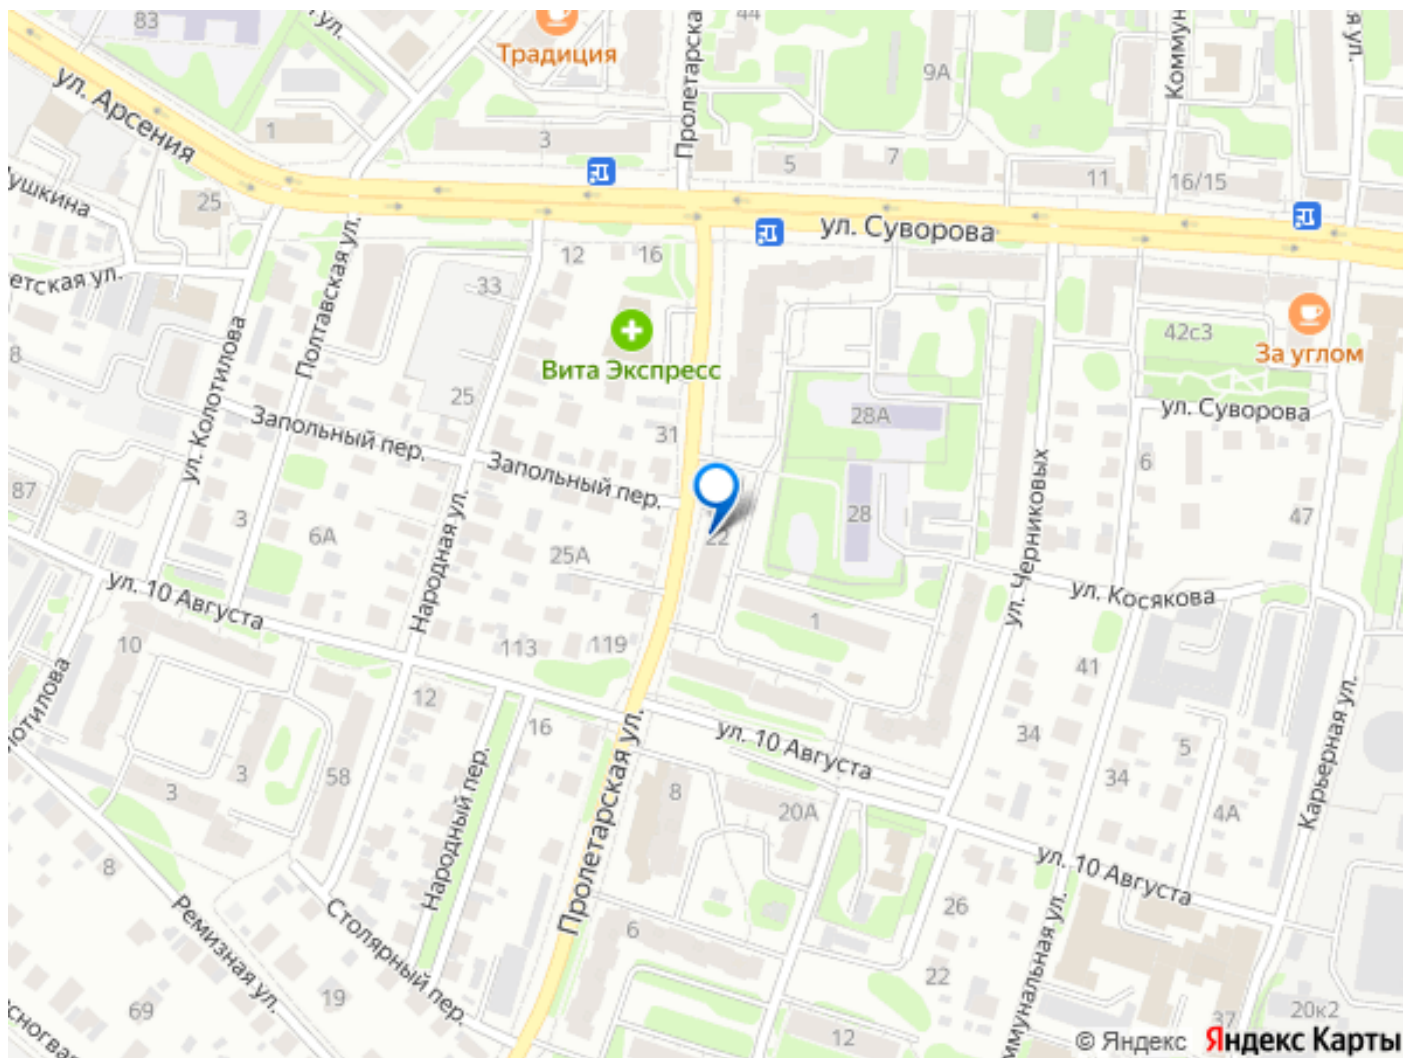 83
44
Традиция
9А
ул. Арсения
1
3
Пролетарска
5
7
11
16/15
Коммун
я ул.
25
ушкина
етская ул.
ул. Суворова
12
16
33
Полтавская ул.
Вита Экспресс
42с3
За углом
8
ул. Колотилова
25
28А
ул. Суворова
Запольный пер.
31
Запольный пер.
6
87
3
6А
Народная ул.
25А
22
28
47
ул. Черниковых
ул. 10 Августа
ул. Косякова
10
113
119
1
41
12
16
ул. 10 Августа
34
5
отилова
3
3
58
Народный пер.
Пролетарская ул.
8
20А
34
4А
Карьерная ул.
8
ул. 10 Августа
Ремизная ул.
Столярный пер.
6
26
22
ммунальная ул.
69
19
12
20к2
37
сногва
© Яндекс Яндекс Карты